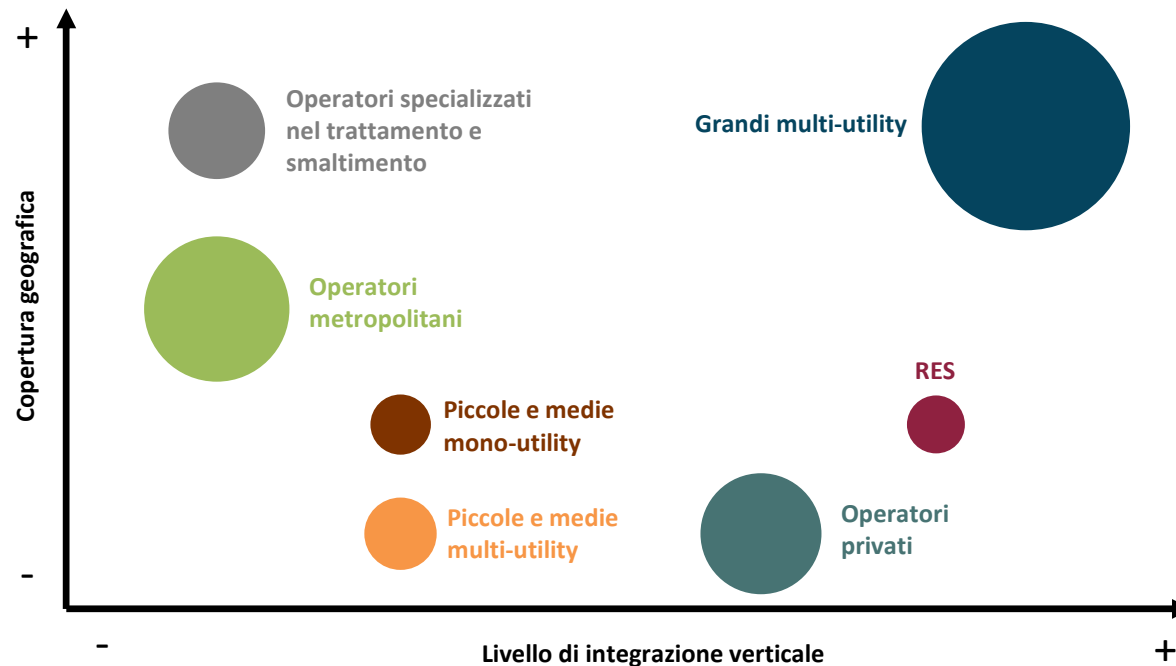 +
Operatori specializzati
nel trattamento e
smaltimento
Grandi multi-utility
Copertura geografica
Operatori
metropolitani
RES
Piccole e medie
mono-utility
Piccole e medie
multi-utility
Operatori
privati
-
-
Livello di integrazione verticale
+